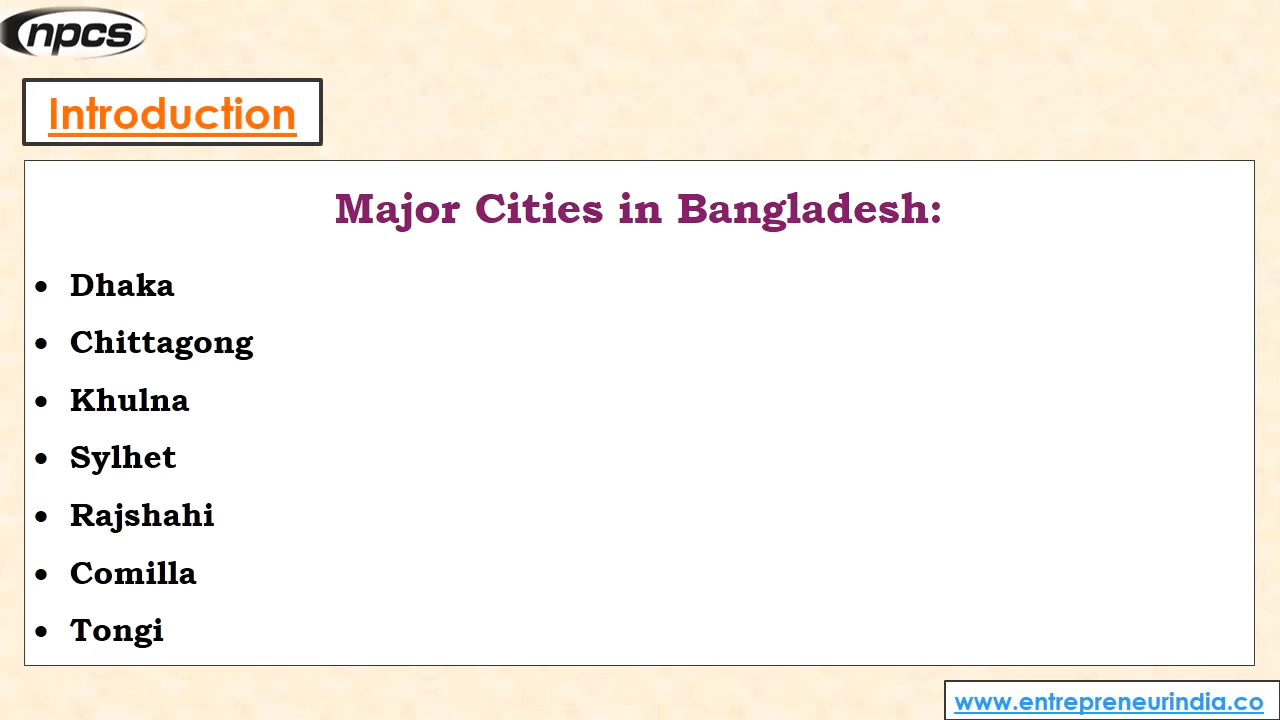 npcs
Introduction
Major Cities in Bangladesh:
• Dhaka
• Chittagong
• Khulna
• Sylhet
• Rajshahi
• Comilla
• Tongi
www.entrepreneurindia.co